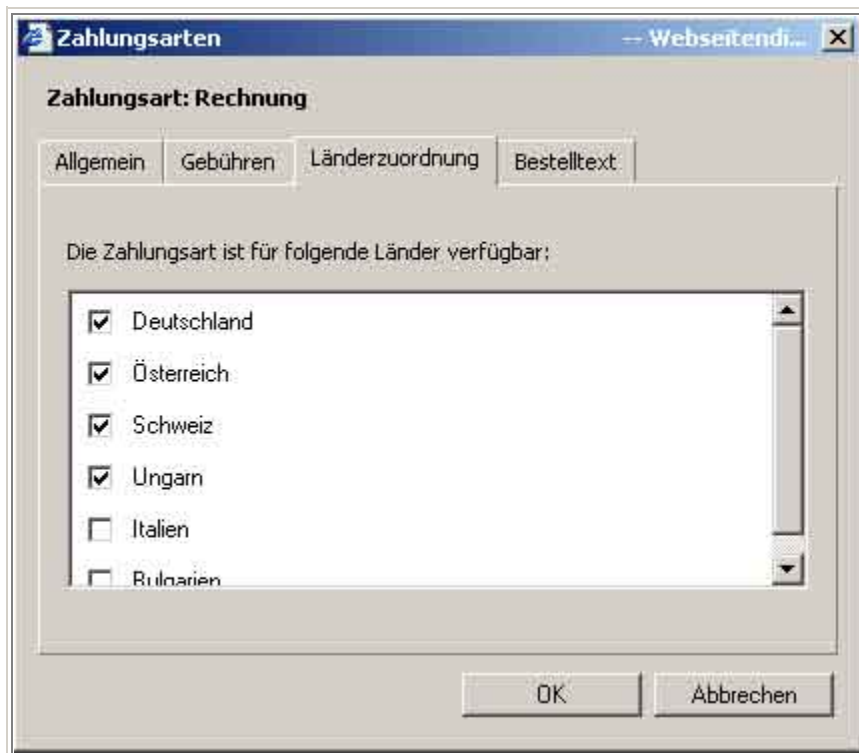 Zahlungsarten -- Webseitendi...
Zahlungsart: Rechnung
Allgemein Gebühren Länderzuordnung Bestelltext
Die Zahlungsart ist für folgende Länder verfügbar:
Deutschland
Österreich
Schweiz
Ungarn
Italien
Bulgarien
OK Abbrechen